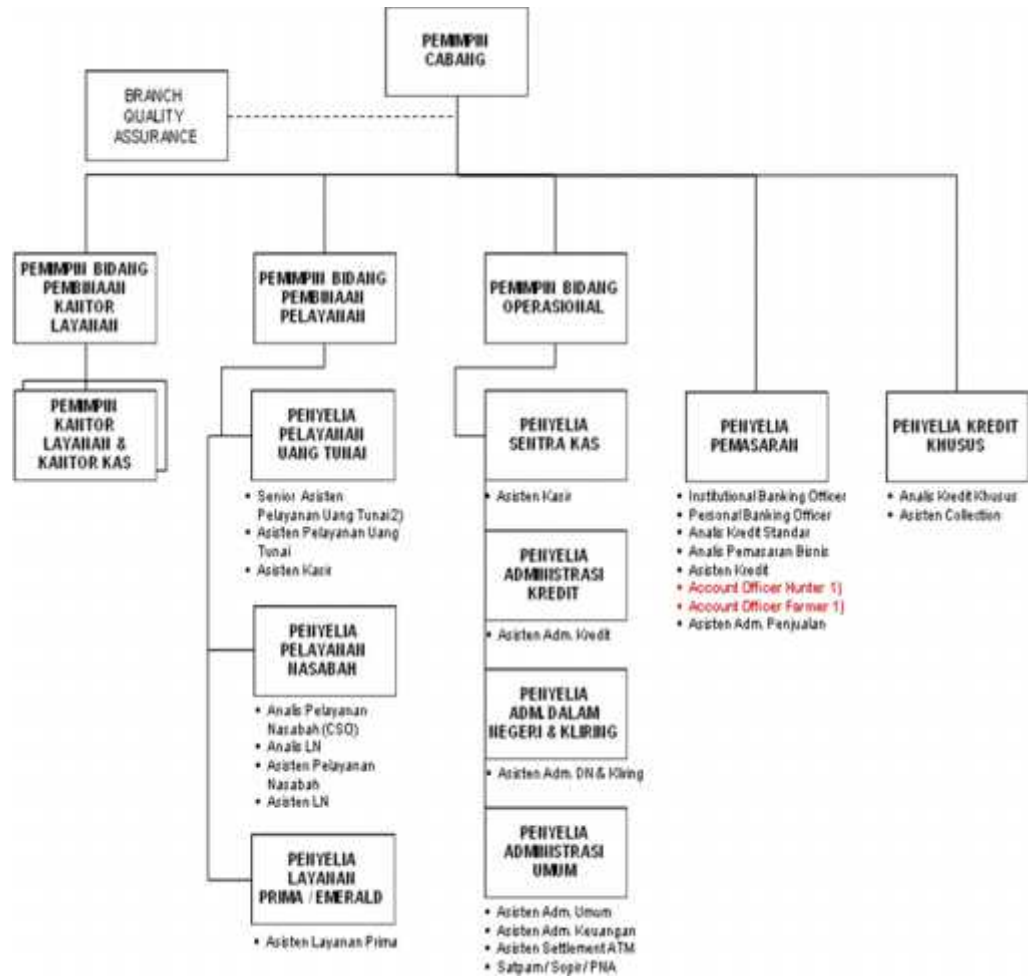 PEMIMPIN
CABANG
BRANCH
QUALITY
ASSURANCE
PEMIMPIN BIDANG
PEMBINAAN
KANTOR
LAYANAN
PEMIMPIN BIDANG
PEMBINAAN
PELAYANAN
PEMIMPIN BIDANG
OPERASIONAL
PEMIMPIN
KANTOR
LAYANAN &
KANTOR KAS
PENYELIA
PELAYANAN
UANG TUNAI
• Senior Asisten
Pelayanan Uang Tunai2)
• Asisten Pelayanan Uang
Tunai
• Asisten Kasir
PENYELIA
PELAYANAN
NASABAH
• Analis Pelayanan
Nasabah (CSO)
• Analis LN
• Asisten Pelayanan
Nasabah
• Asisten LN
PENYELIA
LAYANAN
PRIMA / EMERALD
• Asisten Layanan Prima
PENYELIA
SENTRA KAS
• Asisten Kasir
PENYELIA
ADMINISTRASI
KREDIT
• Asisten Adm. Kredit
PENYELIA
ADM. DALAM
NEGERI & KLIRING
• Asisten Adm. DN & Kliring
PENYELIA
ADMINISTRASI
UMUM
• Asisten Adm. Umum
• Asisten Adm. Keuangan
• Asisten Settlement ATM
• Satpam/ Sopir/ PNA
PENYELIA
PEMASARAN
• Institutional Banking Officer
• Personal Banking Officer
• Analis Kredit Standar
• Analis Pemasaran Bisnis
• Asisten Kredit
• Account Officer Hunter 1)
• Account Officer Farmer 1)
• Asisten Adm. Penjualan
PENYELIA KREDIT
KHUSUS
• Analis Kredit Khusus
• Asisten Collection